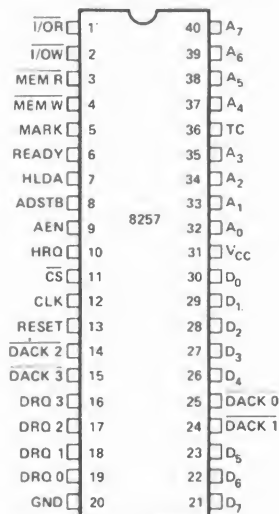 I/OR 1 40 A7
I/OW 2 39 A6
MEM R 3 38 A5
MEM W 4 37 A4
MARK 5 36 TC
READY 6 35 A3
HLDA 7 34 A2
ADSTB 8 33 A1
AEN 9 8257 32 A0
HRQ 10 31 VCC
CS 11 30 D0
CLK 12 29 D1
RESET 13 28 D2
DACK 2 14 27 D3
DACK 3 15 26 D4
DRQ 3 16 25 DACK 0
DRQ 2 17 24 DACK 1
DRQ 1 18 23 D5
DRQ 0 19 22 D6
GND 20 21 D7